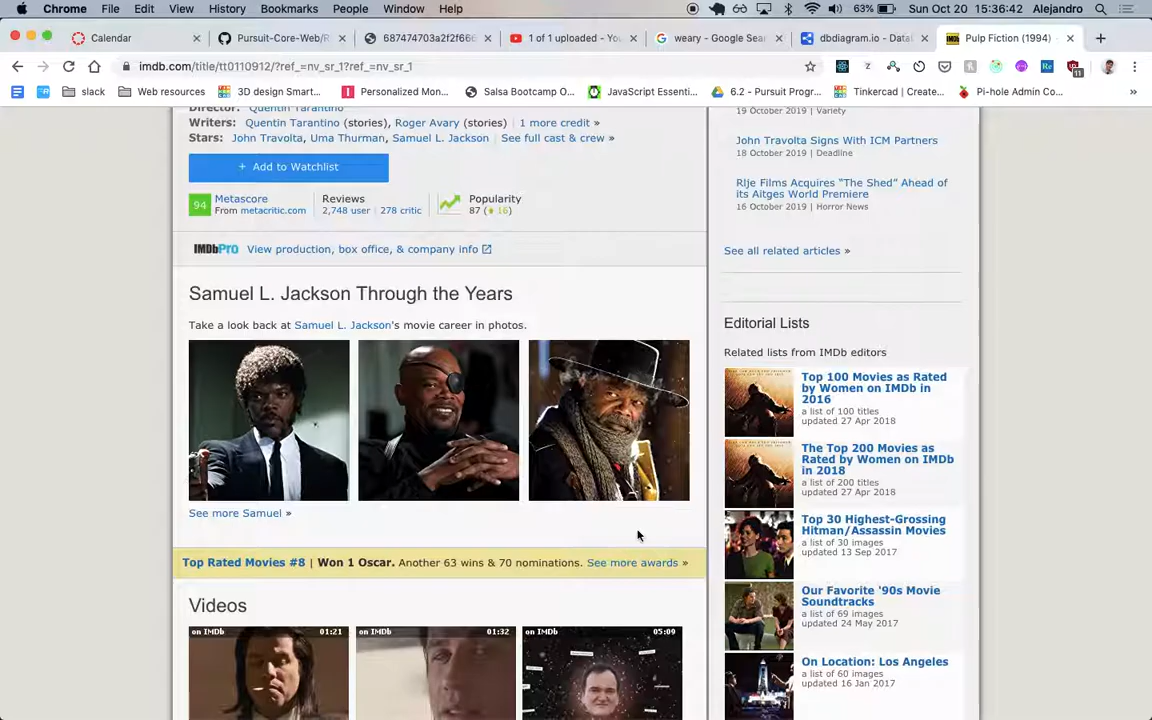 Chrome File Edit View History Bookmarks People Window Help 63% Sun Oct 20 15:36:42 Alejandro
Calendar Pursuit-Core-Web/R 687474703a2f2f666 1 of 1 uploaded - You weary - Google Sear dbdiagram.io - Datal Pulp Fiction (1994)
imdb.com/title/tt0110912/?ref_=nv_sr_1?ref_=nv_sr_1
slack Web resources 3D design Smart... Personalized Mon... Salsa Bootcamp O... JavaScript Essenti... 6.2 - Pursuit Progr... Tinkercad | Create... Pi-hole Admin Co... »
Director: Quentin Tarantino
Writers: Quentin Tarantino (stories), Roger Avary (stories) | 1 more credit »
Stars: John Travolta, Uma Thurman, Samuel L. Jackson | See full cast & crew »
+ Add to Watchlist
94 Metascore
From metacritic.com
Reviews
2,748 user | 278 critic
Popularity
87 (16)
IMDbPro View production, box office, & company info
Samuel L. Jackson Through the Years
Take a look back at Samuel L. Jackson's movie career in photos.
See more Samuel »
Top Rated Movies #8 | Won 1 Oscar. Another 63 wins & 70 nominations. See more awards »
Videos
on IMDb 01:21
on IMDb 01:32
on IMDb 05:09
19 October 2019 | Variety
John Travolta Signs With ICM Partners
18 October 2019 | Deadline
Rlje Films Acquires “The Shed” Ahead of
its Aitges World Premiere
16 October 2019 | Horror News
See all related articles »
Editorial Lists
Related lists from IMDb editors
Top 100 Movies as Rated
by Women on IMDb in
2016
a list of 100 titles
updated 27 Apr 2018
The Top 200 Movies as
Rated by Women on IMDb
in 2018
a list of 200 titles
updated 27 Apr 2018
Top 30 Highest-Grossing
Hitman/Assassin Movies
a list of 30 images
updated 13 Sep 2017
Our Favorite '90s Movie
Soundtracks
a list of 69 images
updated 24 May 2017
On Location: Los Angeles
a list of 60 images
updated 16 Jan 2017